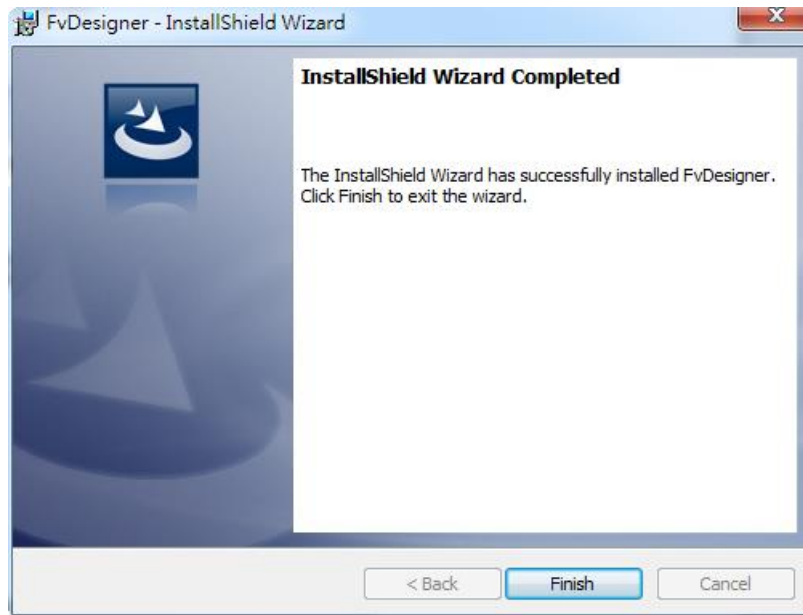 FvDesigner - InstallShield Wizard
InstallShield Wizard Completed
The InstallShield Wizard has successfully installed FvDesigner.
Click Finish to exit the wizard.
< Back
Finish
Cancel